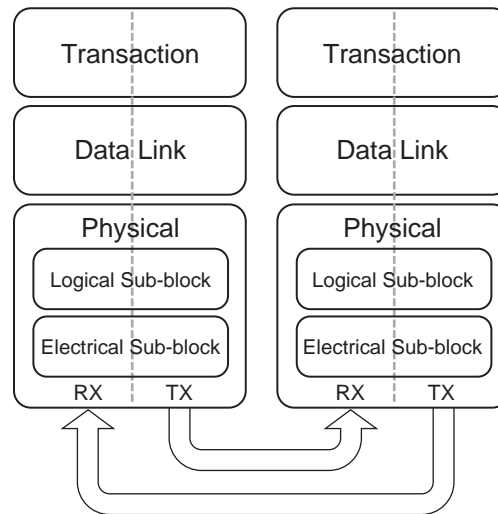 Transaction
Transaction
Data Link
Data Link
Physical
Physical
Logical Sub-block
Logical Sub-block
Electrical Sub-block
Electrical Sub-block
RX TX
RX TX